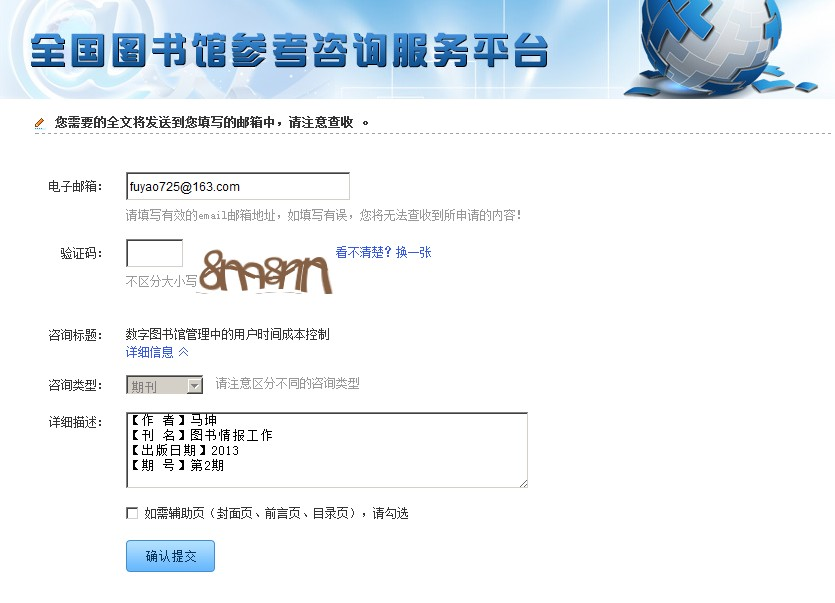 全国图书馆参考咨询服务平台
您需要的全文将发送到您填写的邮箱中，请注意查收 。
电子邮箱： fuyao725@163.com
请填写有效的email邮箱地址，如填写有误，您将无法查收到所申请的内容！
验证码： 看不清楚？换一张
不区分大小写
咨询标题： 数字图书馆管理中的用户时间成本控制
详细信息
咨询类型： 期刊 请注意区分不同的咨询类型
详细描述： 【作 者】马坤
【刊 名】图书情报工作
【出版日期】2013
【期 号】第2期
如需辅助页（封面页、前言页、目录页），请勾选
确认提交